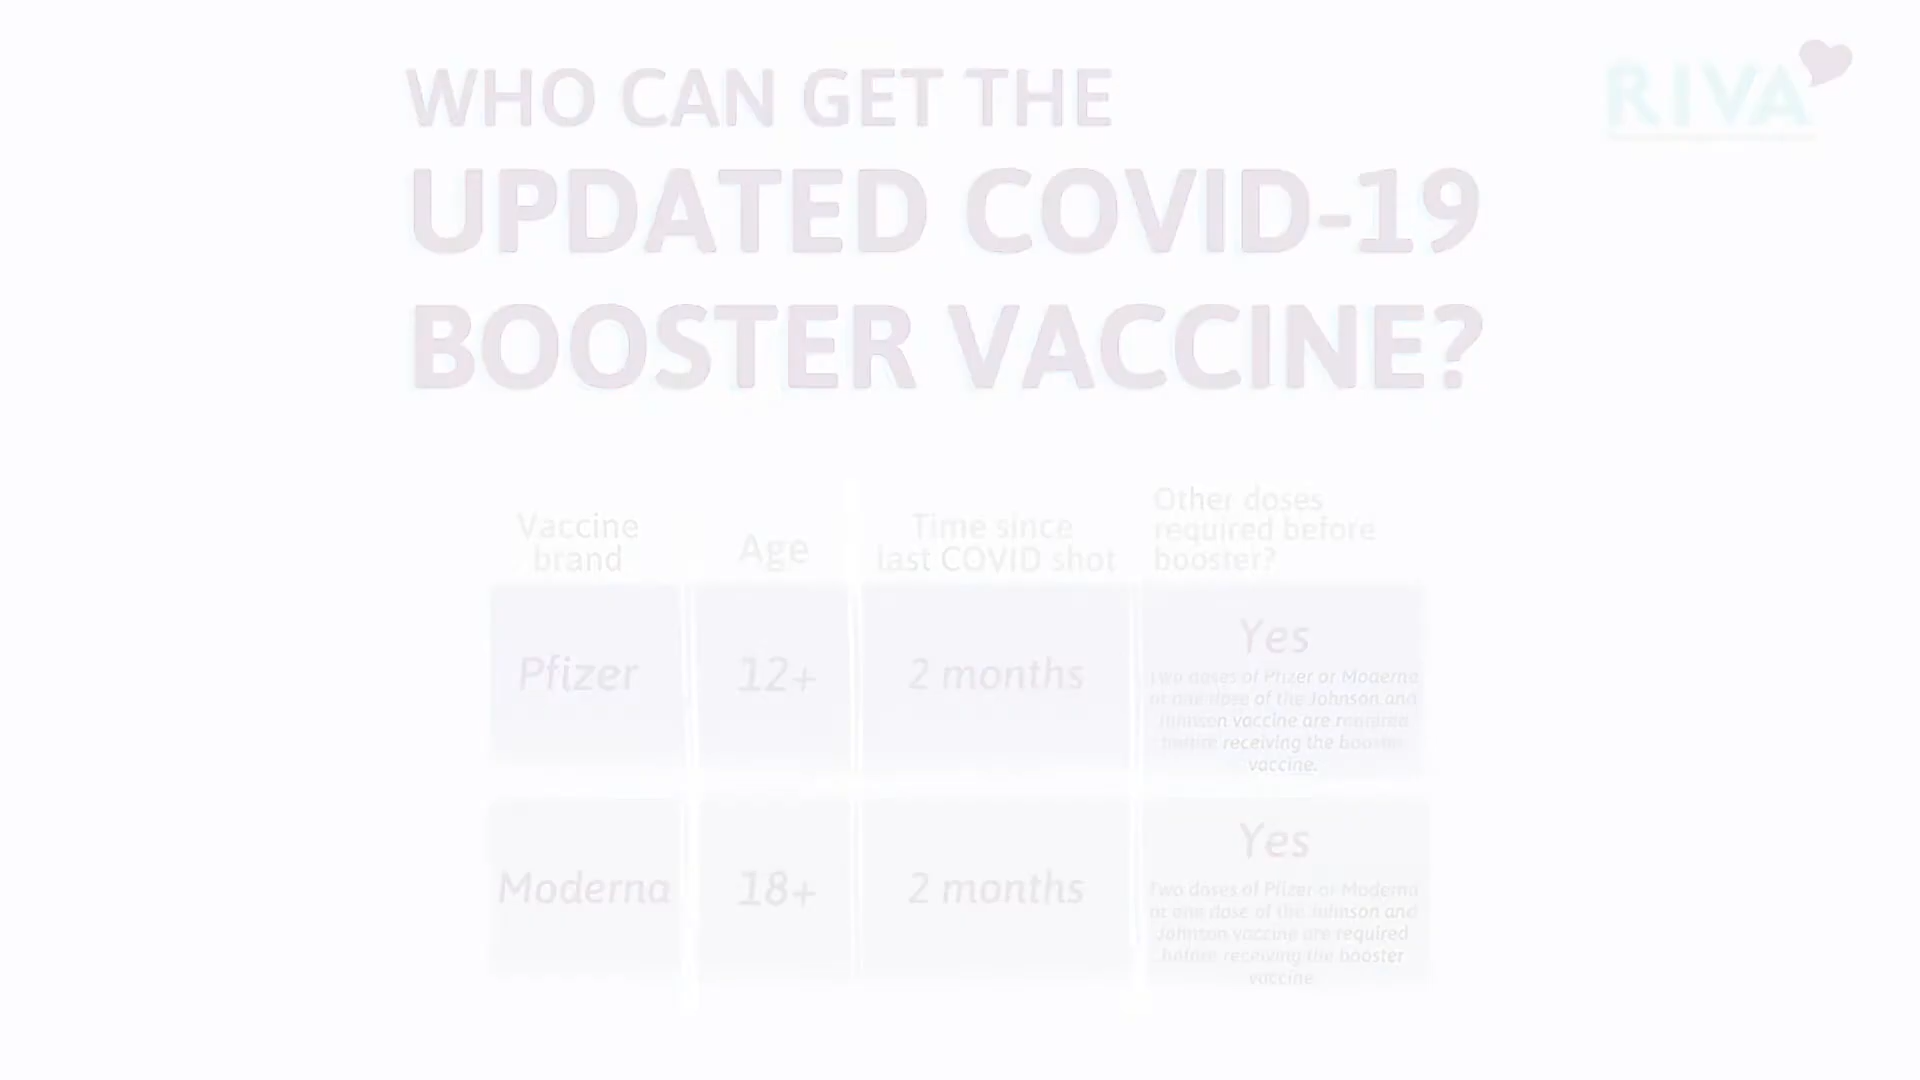 WHO CAN GET THE
RIVA
UPDATED COVID-19
BOOSTER VACCINE?
Vaccine
brand
Age
Time since
last COVID shot
Other doses
required before
booster?
Pfizer
12+
2 months
Yes
Two doses of Pfizer or Moderna
or one dose of the Johnson and
Johnson vaccine are required
before receiving the booster
vaccine.
Moderna
18+
2 months
Yes
Two doses of Pfizer or Moderna
or one dose of the Johnson and
Johnson vaccine are required
before receiving the booster
vaccine